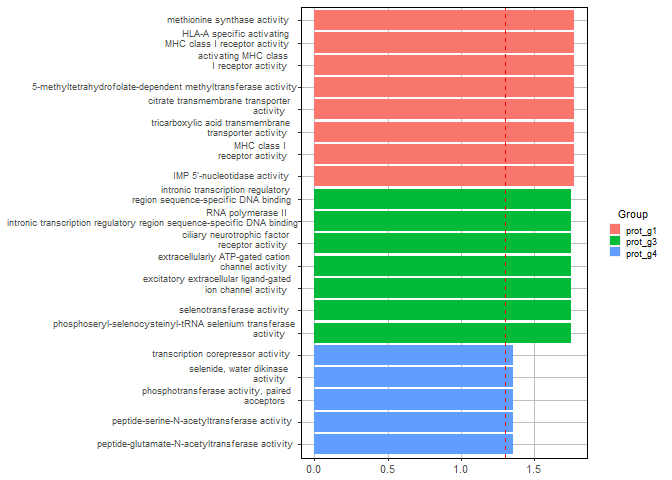 methionine synthase activity
HLA-A specific activating
MHC class I receptor activity
activating MHC class
I receptor activity
5-methyltetrahydrofolate-dependent methyltransferase activity
citrate transmembrane transporter
activity
tricarboxylic acid transmembrane
transporter activity
MHC class I
receptor activity
IMP 5'-nucleotidase activity
intronic transcription regulatory
region sequence-specific DNA binding
RNA polymerase II
intronic transcription regulatory region sequence-specific DNA binding
ciliary neurotrophic factor
receptor activity
extracellularly ATP-gated cation
channel activity
excitatory extracellular ligand-gated
ion channel activity
selenotransferase activity
phosphoseryl-selenocysteinyl-tRNA selenium transferase
activity
transcription corepressor activity
selenide, water dikinase
activity
phosphotransferase activity, paired
acceptors
peptide-serine-N-acetyltransferase activity
peptide-glutamate-N-acetyltransferase activity
0.0 0.5 1.0 1.5
Group
prot_g1
prot_g3
prot_g4